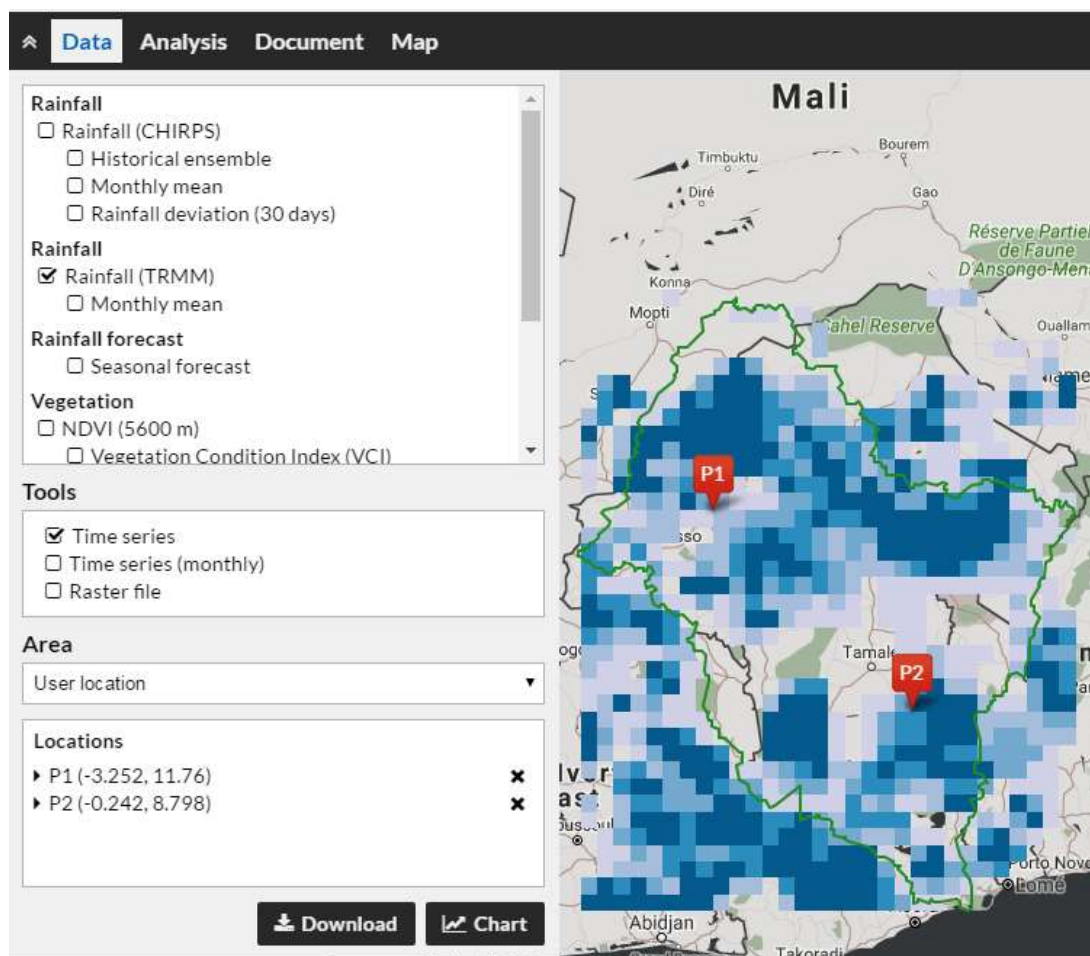 Data Analysis Document Map
Rainfall
Rainfall (CHIRPS)
Historical ensemble
Monthly mean
Rainfall deviation (30 days)
Rainfall
Rainfall (TRMM)
Monthly mean
Rainfall forecast
Seasonal forecast
Vegetation
NDVI (5600 m)
Vegetation Condition Index (VCI)
Tools
Time series
Time series (monthly)
Raster file
Area
User location
Locations
P1 (-3.252, 11.76)
P2 (-0.242, 8.798)
Download
Chart
Mali
Bourem
Timbuktu
Diré
Gao
Réserve Partiel
de Faune
D'Ansongo-Mena
Konna
Mopti
Sahel Reserve
Ouallam
P1
sso
Tamale
P2
Porto Novo
Lomé
Abidjan
Takoradi